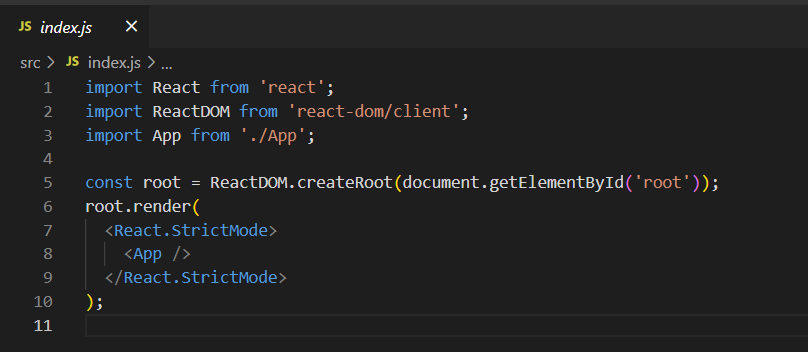 JS index.js ×
src > JS index.js > ...
1 import React from 'react';
2 import ReactDOM from 'react-dom/client';
3 import App from './App';
4
5 const root = ReactDOM.createRoot(document.getElementById('root'));
6 root.render(
7   <React.StrictMode>
8     <App />
9   </React.StrictMode>
10 );
11